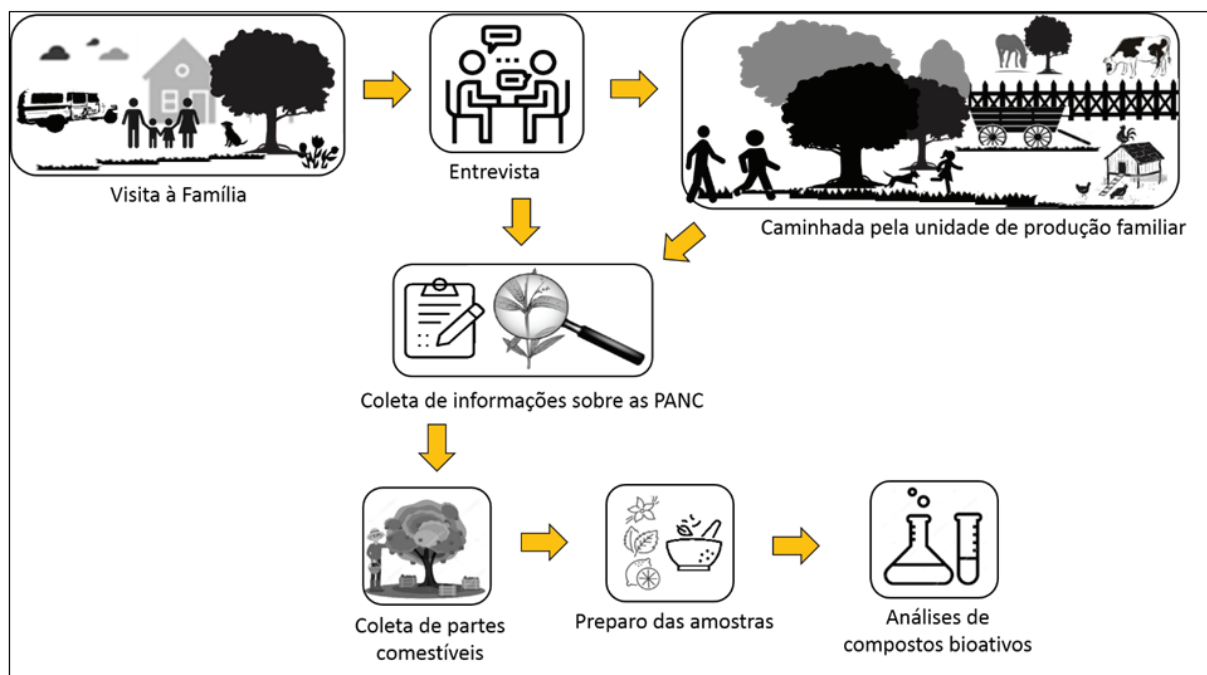 Visita à Família
Entrevista
Caminhada pela unidade de produção familiar
Coleta de informações sobre as PANC
Coleta de partes
comestíveis
Preparo das amostras
Análises de
compostos bioativos